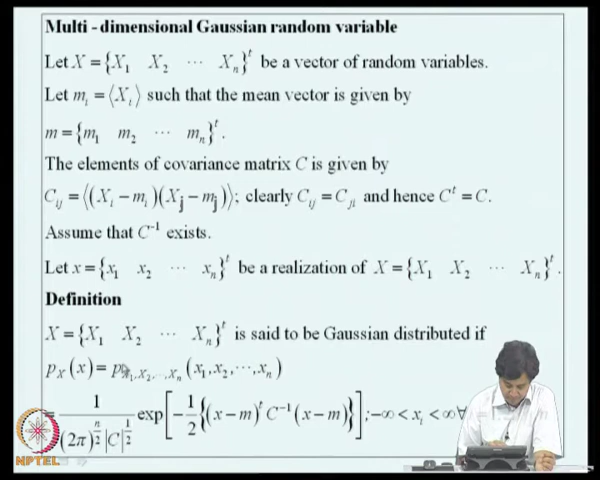 Multi - dimensional Gaussian random variable
Let X = {X₁ X₂ ⋯ Xₙ}ᵗ be a vector of random variables.
Let mᵢ = ⟨Xᵢ⟩ such that the mean vector is given by
m = {m₁ m₂ ⋯ mₙ}ᵗ.
The elements of covariance matrix C is given by
Cᵢⱼ = ⟨(Xᵢ − mᵢ)(Xⱼ − mⱼ)⟩; clearly Cᵢⱼ = Cⱼᵢ and hence Cᵗ = C.
Assume that C⁻¹ exists.
Let x = {x₁ x₂ ⋯ xₙ}ᵗ be a realization of X = {X₁ X₂ ⋯ Xₙ}ᵗ.
Definition
X = {X₁ X₂ ⋯ Xₙ}ᵗ is said to be Gaussian distributed if
p_X(x) = p_{X₁,X₂,⋯,Xₙ}(x₁, x₂, ⋯, xₙ)
= 1 / ((2π)^{n/2} |C|^{1/2}) exp[−1/2 {(x − m)ᵗ C⁻¹ (x − m)}]; −∞ < xᵢ < ∞ ∀
NPTEL